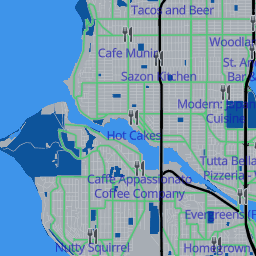 Tacos and Beer
Cafe Munir
Woodla
Sazon Kitchen
St. A
Bar &
Modern:
Cuisine
Hot Cakes
Tutta Bella
Pizzeria-
Caffe Appassionato
Coffee Company
Evergreens (F
Nutty Squirrel
Homegrown